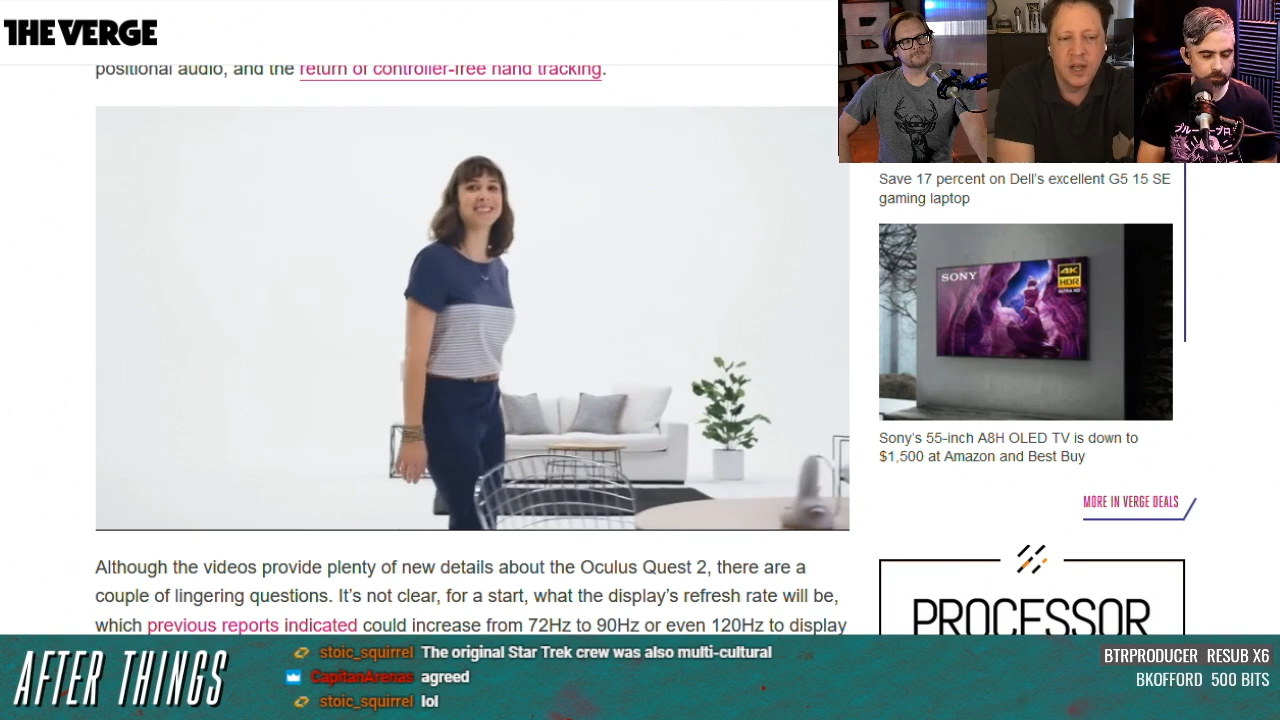 THE VERGE
positional audio, and the return of controller-free hand tracking.
Save 17 percent on Dell's excellent G5 15 SE
gaming laptop
SONY
4K
HDR
ULTRA HD
Sony's 55-inch A8H OLED TV is down to
$1,500 at Amazon and Best Buy
MORE IN VERGE DEALS
Although the videos provide plenty of new details about the Oculus Quest 2, there are a
couple of lingering questions. It's not clear, for a start, what the display's refresh rate will be,
which previous reports indicated could increase from 72Hz to 90Hz or even 120Hz to display
PROCESSOR
AFTER THINGS
stoic_squirrel The original Star Trek crew was also multi-cultural
CapitanArenas agreed
stoic_squirrel lol
BTRPRODUCER RESUB X6
BKOFFORD 500 BITS